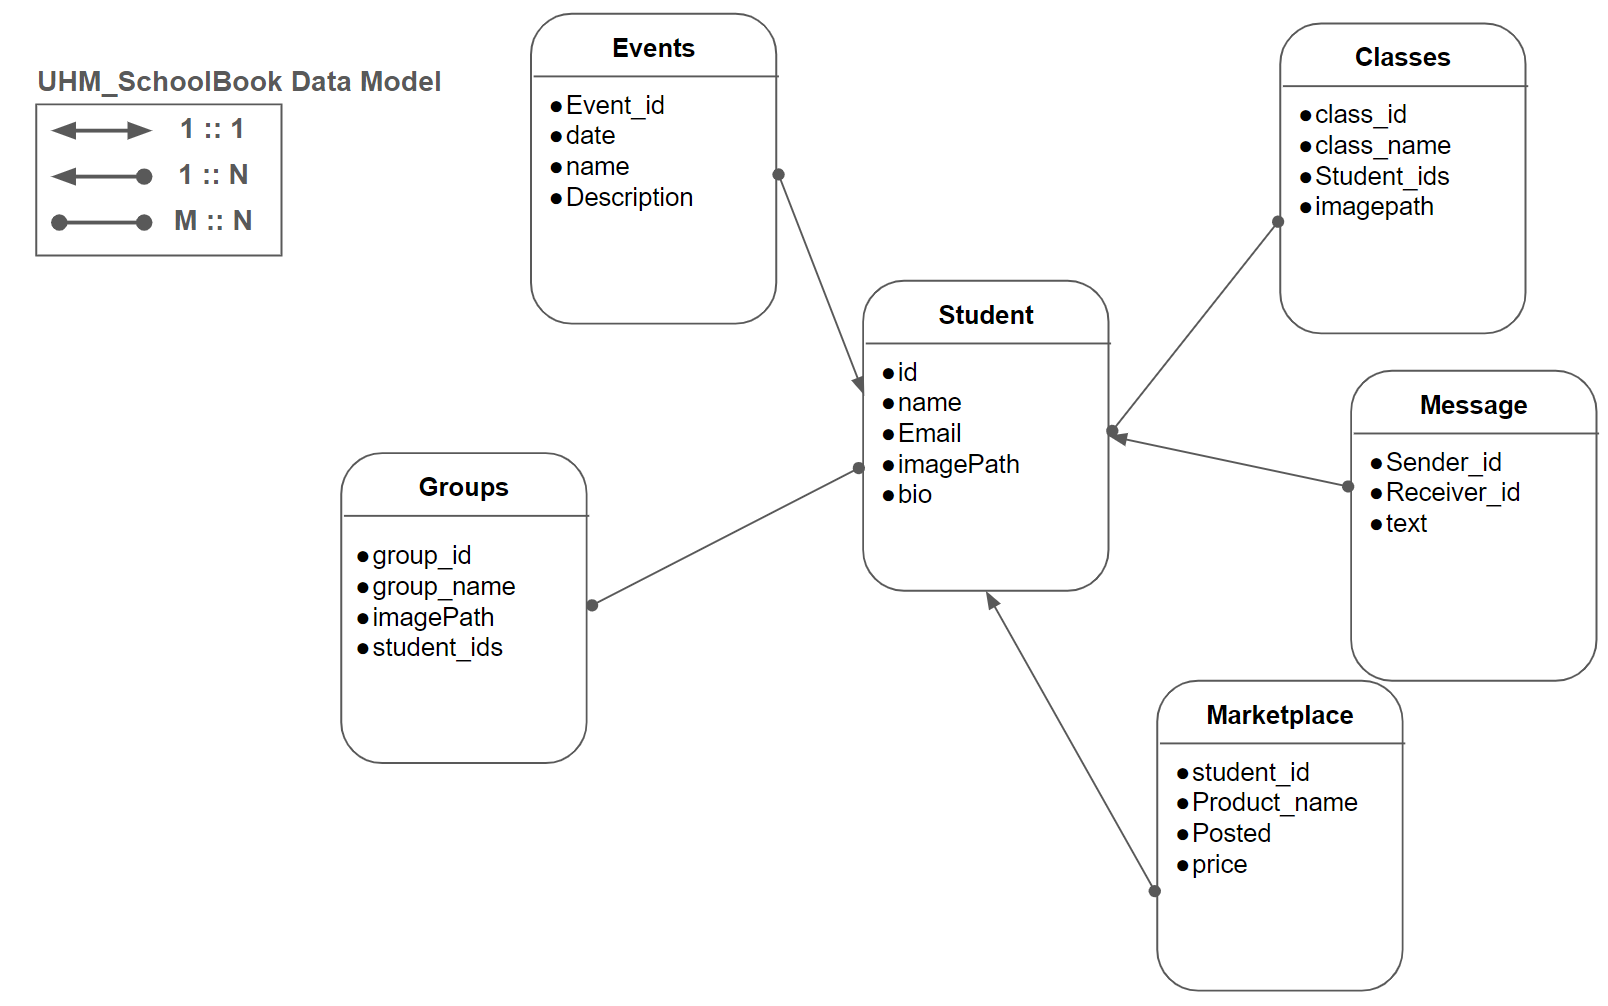 UHM_SchoolBook Data Model
1 :: 1
1 :: N
M :: N
Events
●Event_id
●date
●name
●Description
Classes
●class_id
●class_name
●Student_ids
●imagepath
Student
●id
●name
●Email
●imagePath
●bio
Message
●Sender_id
●Receiver_id
●text
Groups
●group_id
●group_name
●imagePath
●student_ids
Marketplace
●student_id
●Product_name
●Posted
●price